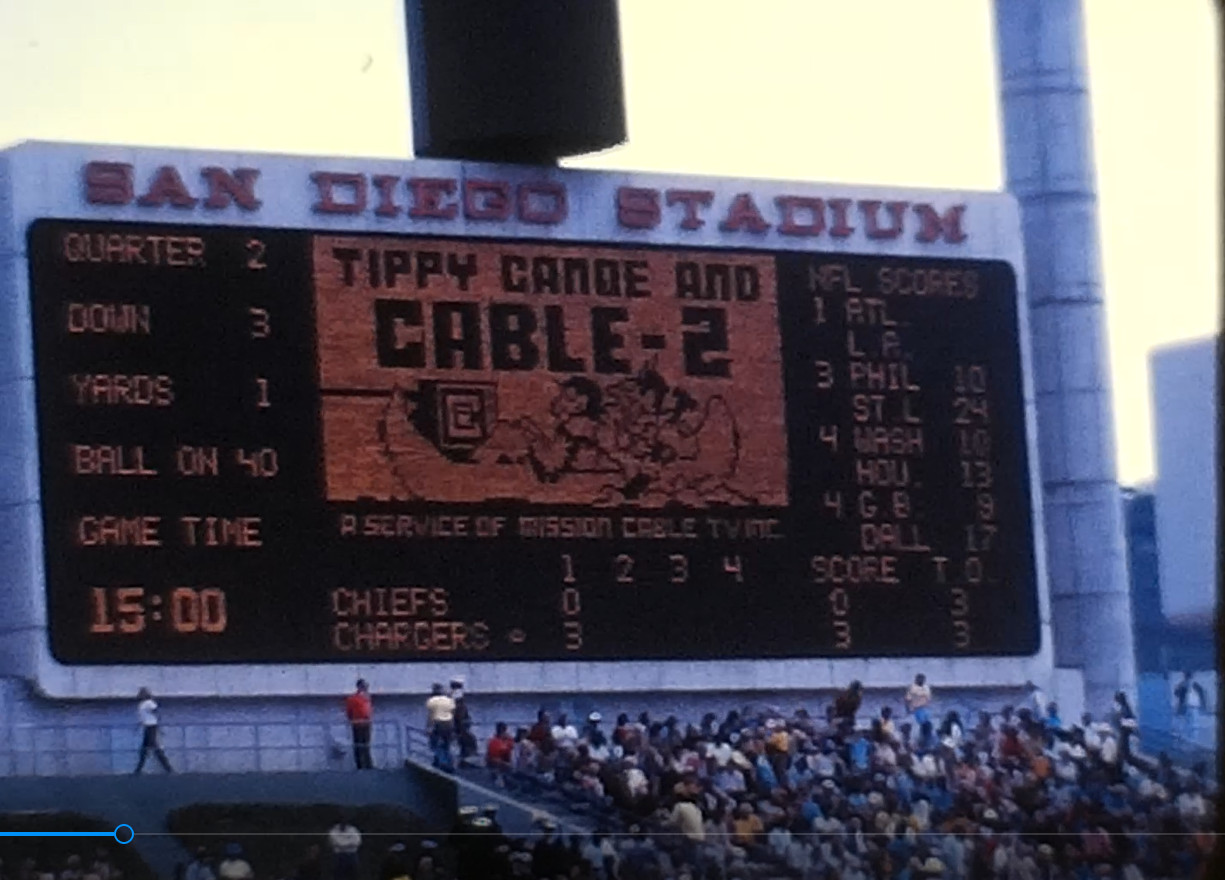 SAN DIEGO STADIUM
QUARTER 2
DOWN 3
YARDS 1
BALL ON 40
GAME TIME
15:00
TIPPY CANOE AND
CABLE-2
A SERVICE OF MISSION CABLE TV INC.
NFL SCORES
1 ATL.
L.A.
3 PHIL 10
ST.L 24
4 WASH 10
HOU. 13
4 G.B. 9
DALL 17
1 2 3 4 SCORE T.O.
CHIEFS 0 0 3
CHARGERS 3 3 3